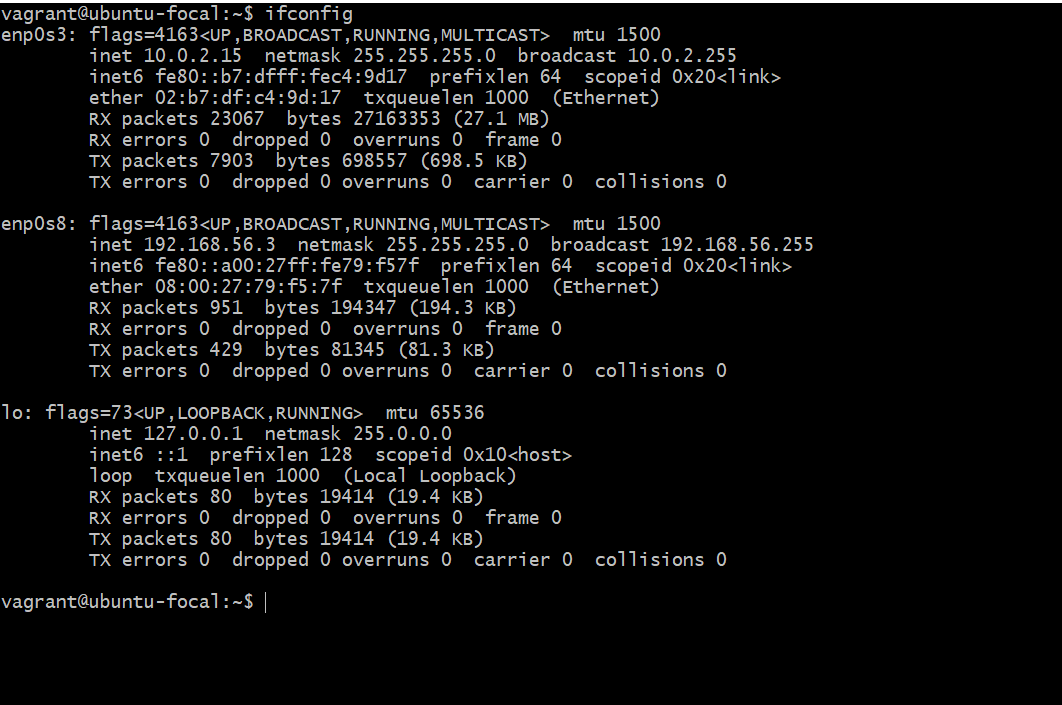 vagrant@ubuntu-focal:~$ ifconfig
enp0s3: flags=4163<UP,BROADCAST,RUNNING,MULTICAST>  mtu 1500
        inet 10.0.2.15  netmask 255.255.255.0  broadcast 10.0.2.255
        inet6 fe80::b7:dfff:fec4:9d17  prefixlen 64  scopeid 0x20<link>
        ether 02:b7:df:c4:9d:17  txqueuelen 1000  (Ethernet)
        RX packets 23067  bytes 27163353 (27.1 MB)
        RX errors 0  dropped 0  overruns 0  frame 0
        TX packets 7903  bytes 698557 (698.5 KB)
        TX errors 0  dropped 0 overruns 0  carrier 0  collisions 0

enp0s8: flags=4163<UP,BROADCAST,RUNNING,MULTICAST>  mtu 1500
        inet 192.168.56.3  netmask 255.255.255.0  broadcast 192.168.56.255
        inet6 fe80::a00:27ff:fe79:f57f  prefixlen 64  scopeid 0x20<link>
        ether 08:00:27:79:f5:7f  txqueuelen 1000  (Ethernet)
        RX packets 951  bytes 194347 (194.3 KB)
        RX errors 0  dropped 0  overruns 0  frame 0
        TX packets 429  bytes 81345 (81.3 KB)
        TX errors 0  dropped 0 overruns 0  carrier 0  collisions 0

lo: flags=73<UP,LOOPBACK,RUNNING>  mtu 65536
        inet 127.0.0.1  netmask 255.0.0.0
        inet6 ::1  prefixlen 128  scopeid 0x10<host>
        loop  txqueuelen 1000  (Local Loopback)
        RX packets 80  bytes 19414 (19.4 KB)
        RX errors 0  dropped 0  overruns 0  frame 0
        TX packets 80  bytes 19414 (19.4 KB)
        TX errors 0  dropped 0 overruns 0  carrier 0  collisions 0

vagrant@ubuntu-focal:~$